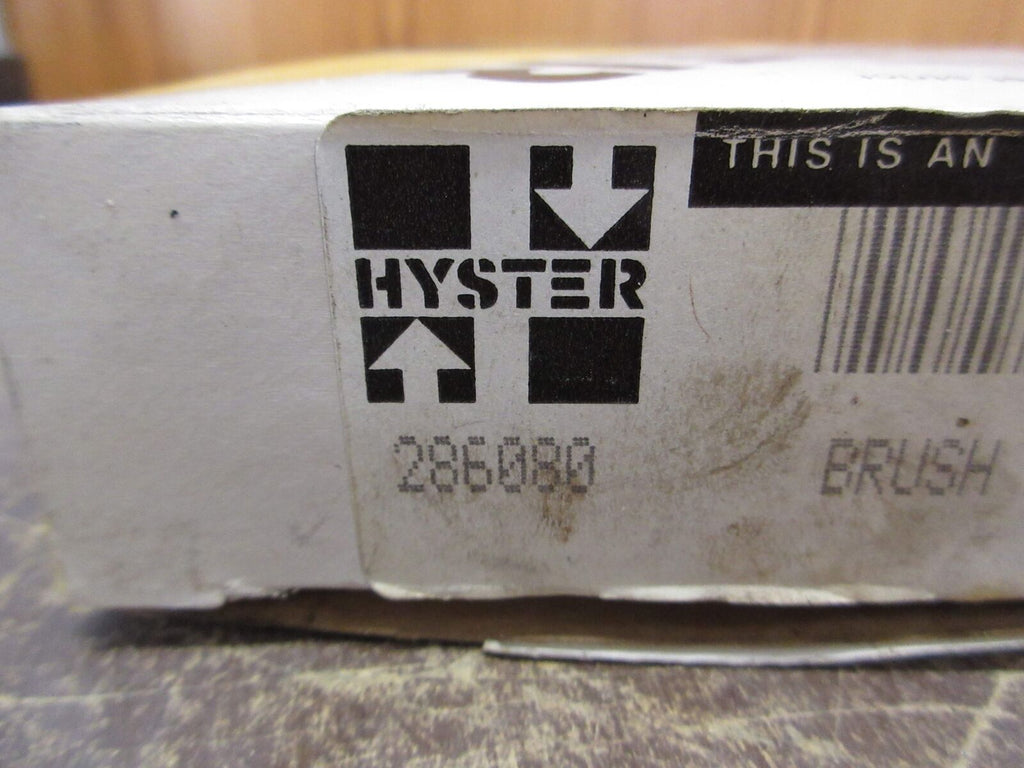 THIS IS AN
HYSTER
286080 BRUSH